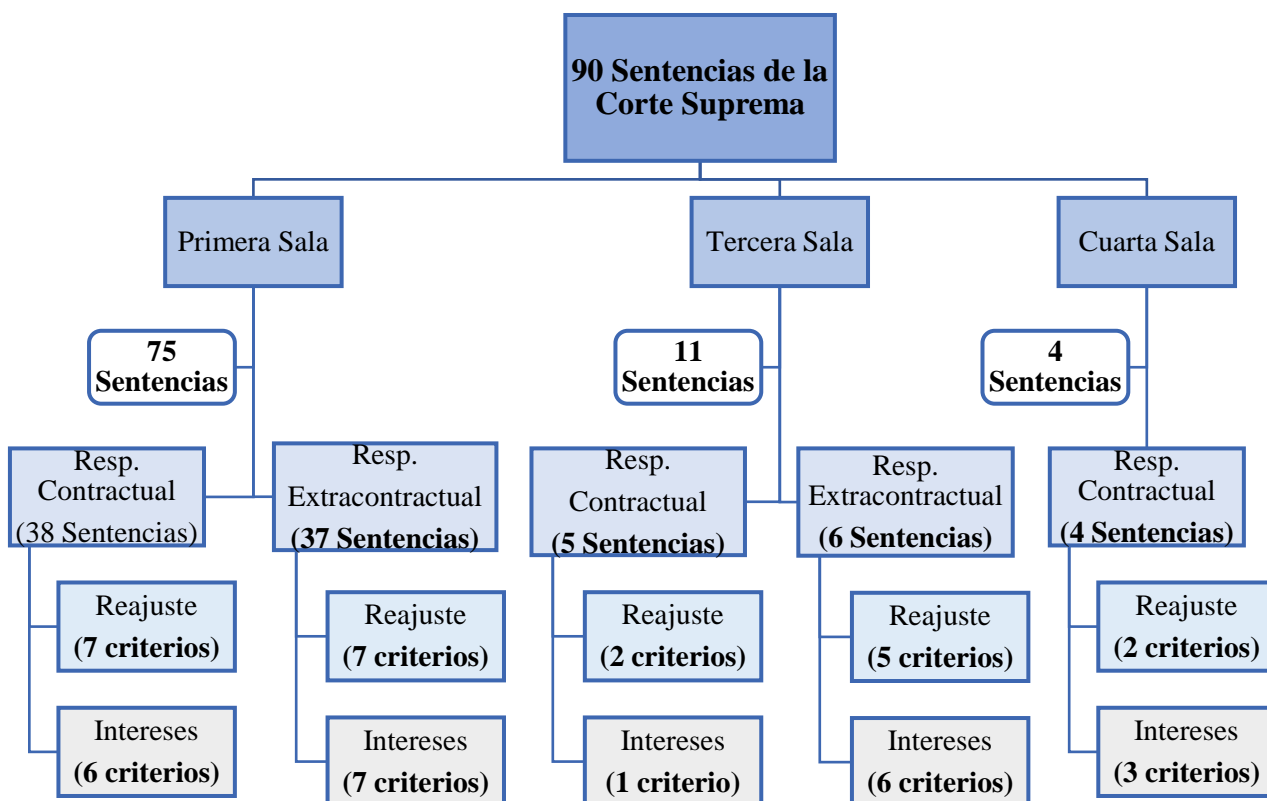 90 Sentencias de la
Corte Suprema
Primera Sala
Tercera Sala
Cuarta Sala
75
Sentencias
11
Sentencias
4
Sentencias
Resp.
Contractual
(38 Sentencias)
Resp.
Extracontractual
(37 Sentencias)
Resp.
Contractual
(5 Sentencias)
Resp.
Extracontractual
(6 Sentencias)
Resp.
Contractual
(4 Sentencias)
Reajuste
(7 criterios)
Reajuste
(7 criterios)
Reajuste
(2 criterios)
Reajuste
(5 criterios)
Reajuste
(2 criterios)
Intereses
(6 criterios)
Intereses
(7 criterios)
Intereses
(1 criterio)
Intereses
(6 criterios)
Intereses
(3 criterios)